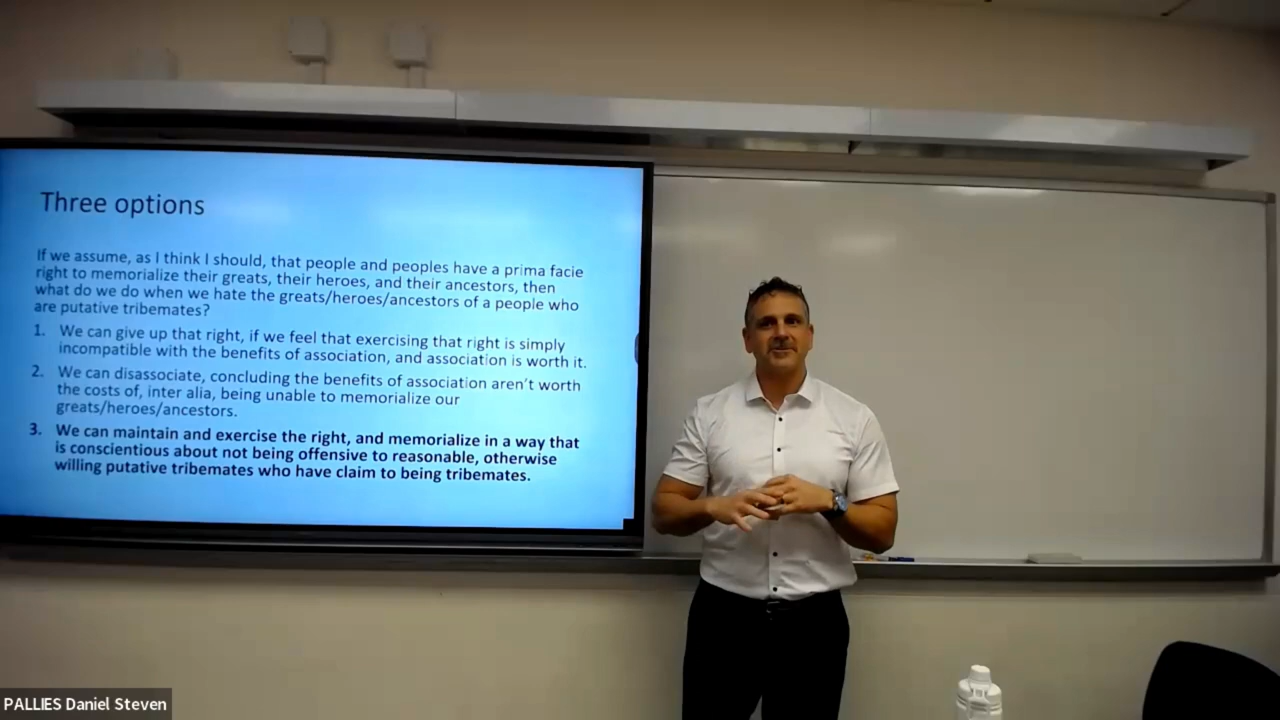 Three options
If we assume, as I think I should, that people and peoples have a prima facie
right to memorialize their greats, their heroes, and their ancestors, then
what do we do when we hate the greats/heroes/ancestors of a people who
are putative tribemates?
1. We can give up that right, if we feel that exercising that right is simply
incompatible with the benefits of association, and association is worth it.
2. We can disassociate, concluding the benefits of association aren't worth
the costs of, inter alia, being unable to memorialize our
greats/heroes/ancestors.
3. We can maintain and exercise the right, and memorialize in a way that
is conscientious about not being offensive to reasonable, otherwise
willing putative tribemates who have claim to being tribemates.
PALLIES Daniel Steven